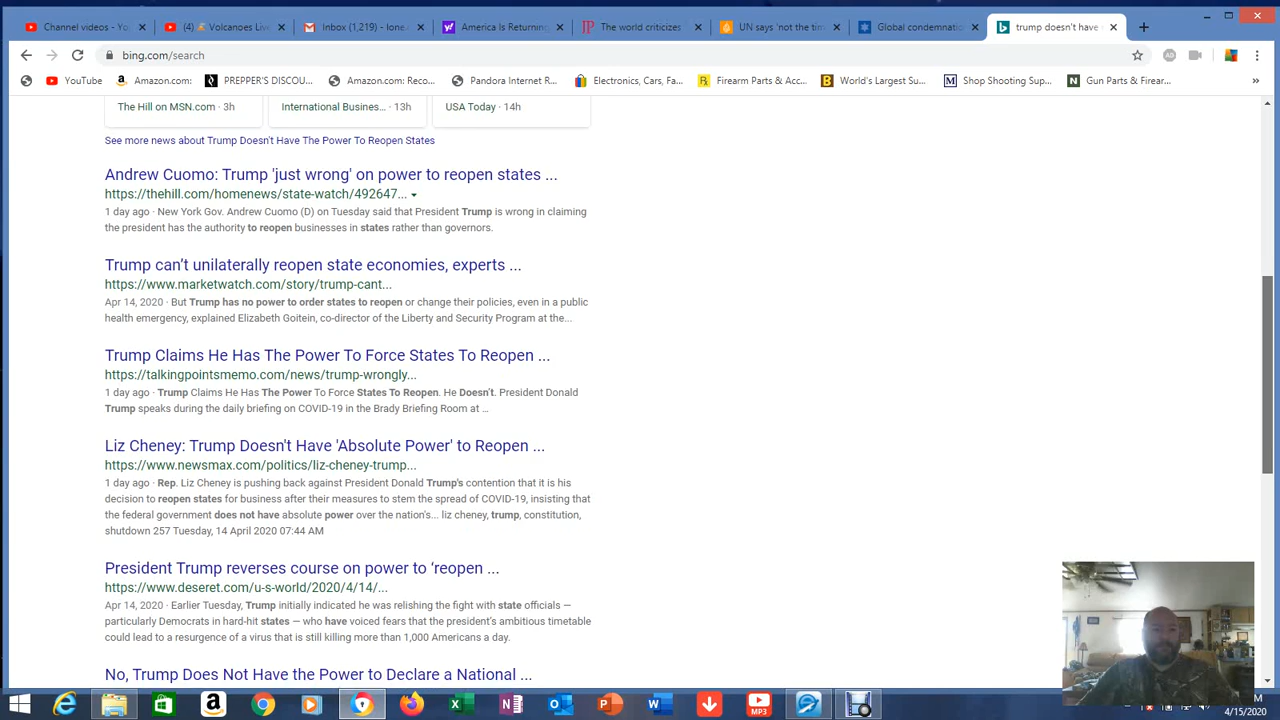 Channel videos - Yo
(4) Volcanoes Live
Inbox (1,219) - lone
America Is Returning
JP The world criticizes
UN says 'not the tim
Global condemnation
trump doesn't have
bing.com/search
YouTube
Amazon.com:
PREPPER'S DISCOU...
Amazon.com: Reco...
Pandora Internet R...
Electronics, Cars, Fa...
Firearm Parts & Acc...
World's Largest Su...
Shop Shooting Sup...
Gun Parts & Firear...
»
The Hill on MSN.com · 3h
International Busines... · 13h
USA Today · 14h
See more news about Trump Doesn't Have The Power To Reopen States
Andrew Cuomo: Trump 'just wrong' on power to reopen states ...
https://thehill.com/homenews/state-watch/492647...
1 day ago · New York Gov. Andrew Cuomo (D) on Tuesday said that President Trump is wrong in claiming
the president has the authority to reopen businesses in states rather than governors.
Trump can't unilaterally reopen state economies, experts ...
https://www.marketwatch.com/story/trump-cant...
Apr 14, 2020 · But Trump has no power to order states to reopen or change their policies, even in a public
health emergency, explained Elizabeth Goitein, co-director of the Liberty and Security Program at the...
Trump Claims He Has The Power To Force States To Reopen ...
https://talkingpointsmemo.com/news/trump-wrongly...
1 day ago · Trump Claims He Has The Power To Force States To Reopen. He Doesn't. President Donald
Trump speaks during the daily briefing on COVID-19 in the Brady Briefing Room at ...
Liz Cheney: Trump Doesn't Have 'Absolute Power' to Reopen ...
https://www.newsmax.com/politics/liz-cheney-trump...
1 day ago · Rep. Liz Cheney is pushing back against President Donald Trump's contention that it is his
decision to reopen states for business after their measures to stem the spread of COVID-19, insisting that
the federal government does not have absolute power over the nation's... liz cheney, trump, constitution,
shutdown 257 Tuesday, 14 April 2020 07:44 AM
President Trump reverses course on power to 'reopen ...
https://www.deseret.com/u-s-world/2020/4/14/...
Apr 14, 2020 · Earlier Tuesday, Trump initially indicated he was relishing the fight with state officials —
particularly Democrats in hard-hit states — who have voiced fears that the president's ambitious timetable
could lead to a resurgence of a virus that is still killing more than 1,000 Americans a day.
No, Trump Does Not Have the Power to Declare a National ...
MP3
4/15/2020